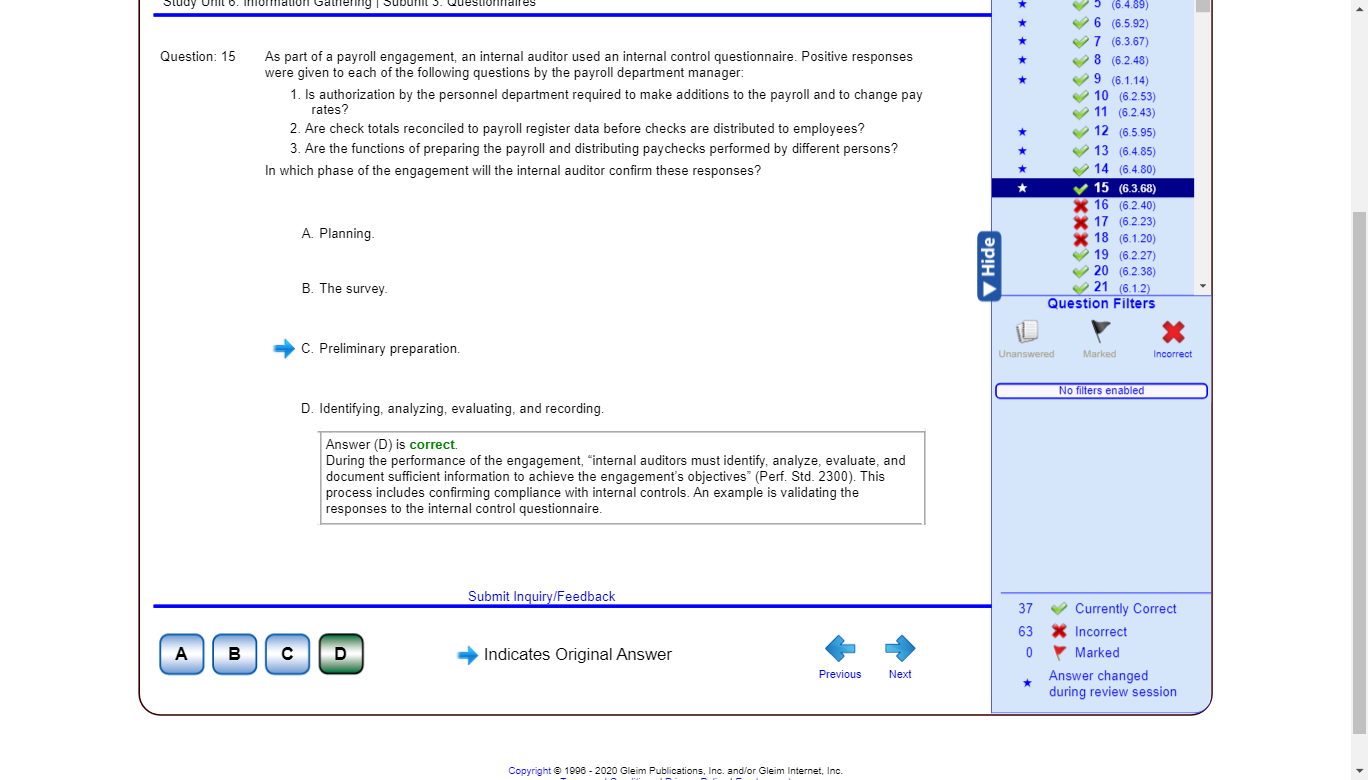 Study Unit 6: Information Gathering | Subunit 3: Questionnaires
Question: 15
As part of a payroll engagement, an internal auditor used an internal control questionnaire. Positive responses
were given to each of the following questions by the payroll department manager:
1. Is authorization by the personnel department required to make additions to the payroll and to change pay
rates?
2. Are check totals reconciled to payroll register data before checks are distributed to employees?
3. Are the functions of preparing the payroll and distributing paychecks performed by different persons?
In which phase of the engagement will the internal auditor confirm these responses?
A. Planning.
B. The survey.
C. Preliminary preparation.
D. Identifying, analyzing, evaluating, and recording.
Answer (D) is correct.
During the performance of the engagement, “internal auditors must identify, analyze, evaluate, and
document sufficient information to achieve the engagement’s objectives” (Perf. Std. 2300). This
process includes confirming compliance with internal controls. An example is validating the
responses to the internal control questionnaire.
Submit Inquiry/Feedback
A B C D
Indicates Original Answer
Previous
Next
5 (6.4.89)
6 (6.5.92)
7 (6.3.67)
8 (6.2.48)
9 (6.1.14)
10 (6.2.53)
11 (6.2.43)
12 (6.5.95)
13 (6.4.85)
14 (6.4.80)
15 (6.3.68)
16 (6.2.40)
17 (6.2.23)
18 (6.1.20)
19 (6.2.27)
20 (6.2.38)
21 (6.1.2)
Hide
Question Filters
Unanswered
Marked
Incorrect
No filters enabled
37 Currently Correct
63 Incorrect
0 Marked
Answer changed
during review session
Copyright © 1996 - 2020 Gleim Publications, Inc. and/or Gleim Internet, Inc.